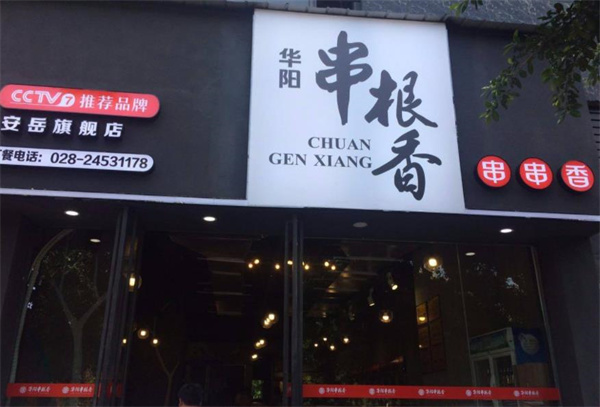 CCTV7 推荐品牌
安岳旗舰店
餐电话：028-24531178
华阳
串根香
CHUAN
GEN XIANG
串串香